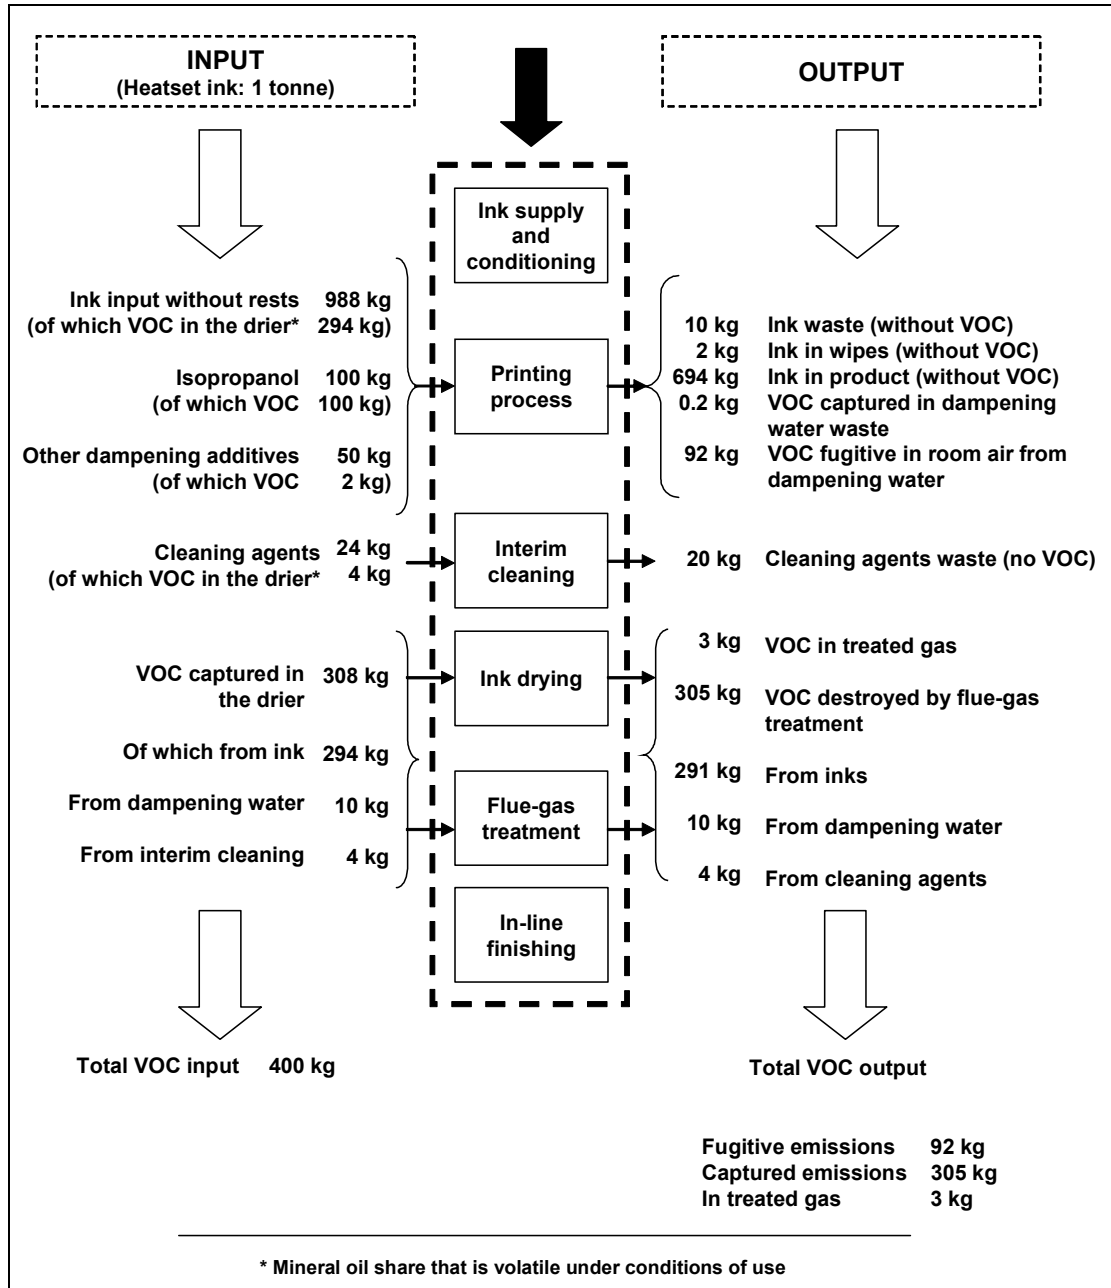 INPUT
(Heatset ink: 1 tonne)
OUTPUT
Ink supply
and
conditioning
Ink input without rests 988 kg
(of which VOC in the drier* 294 kg)
Isopropanol 100 kg
(of which VOC 100 kg)
Other dampening additives 50 kg
(of which VOC 2 kg)
Printing
process
10 kg Ink waste (without VOC)
2 kg Ink in wipes (without VOC)
694 kg Ink in product (without VOC)
0.2 kg VOC captured in dampening
water waste
92 kg VOC fugitive in room air from
dampening water
Cleaning agents 24 kg
(of which VOC in the drier* 4 kg
Interim
cleaning
20 kg Cleaning agents waste (no VOC)
VOC captured in 308 kg
the drier
Of which from ink 294 kg
From dampening water 10 kg
From interim cleaning 4 kg
Ink drying
Flue-gas
treatment
In-line
finishing
3 kg VOC in treated gas
305 kg VOC destroyed by flue-gas
treatment
291 kg From inks
10 kg From dampening water
4 kg From cleaning agents
Total VOC input 400 kg
Total VOC output
Fugitive emissions 92 kg
Captured emissions 305 kg
In treated gas 3 kg
* Mineral oil share that is volatile under conditions of use